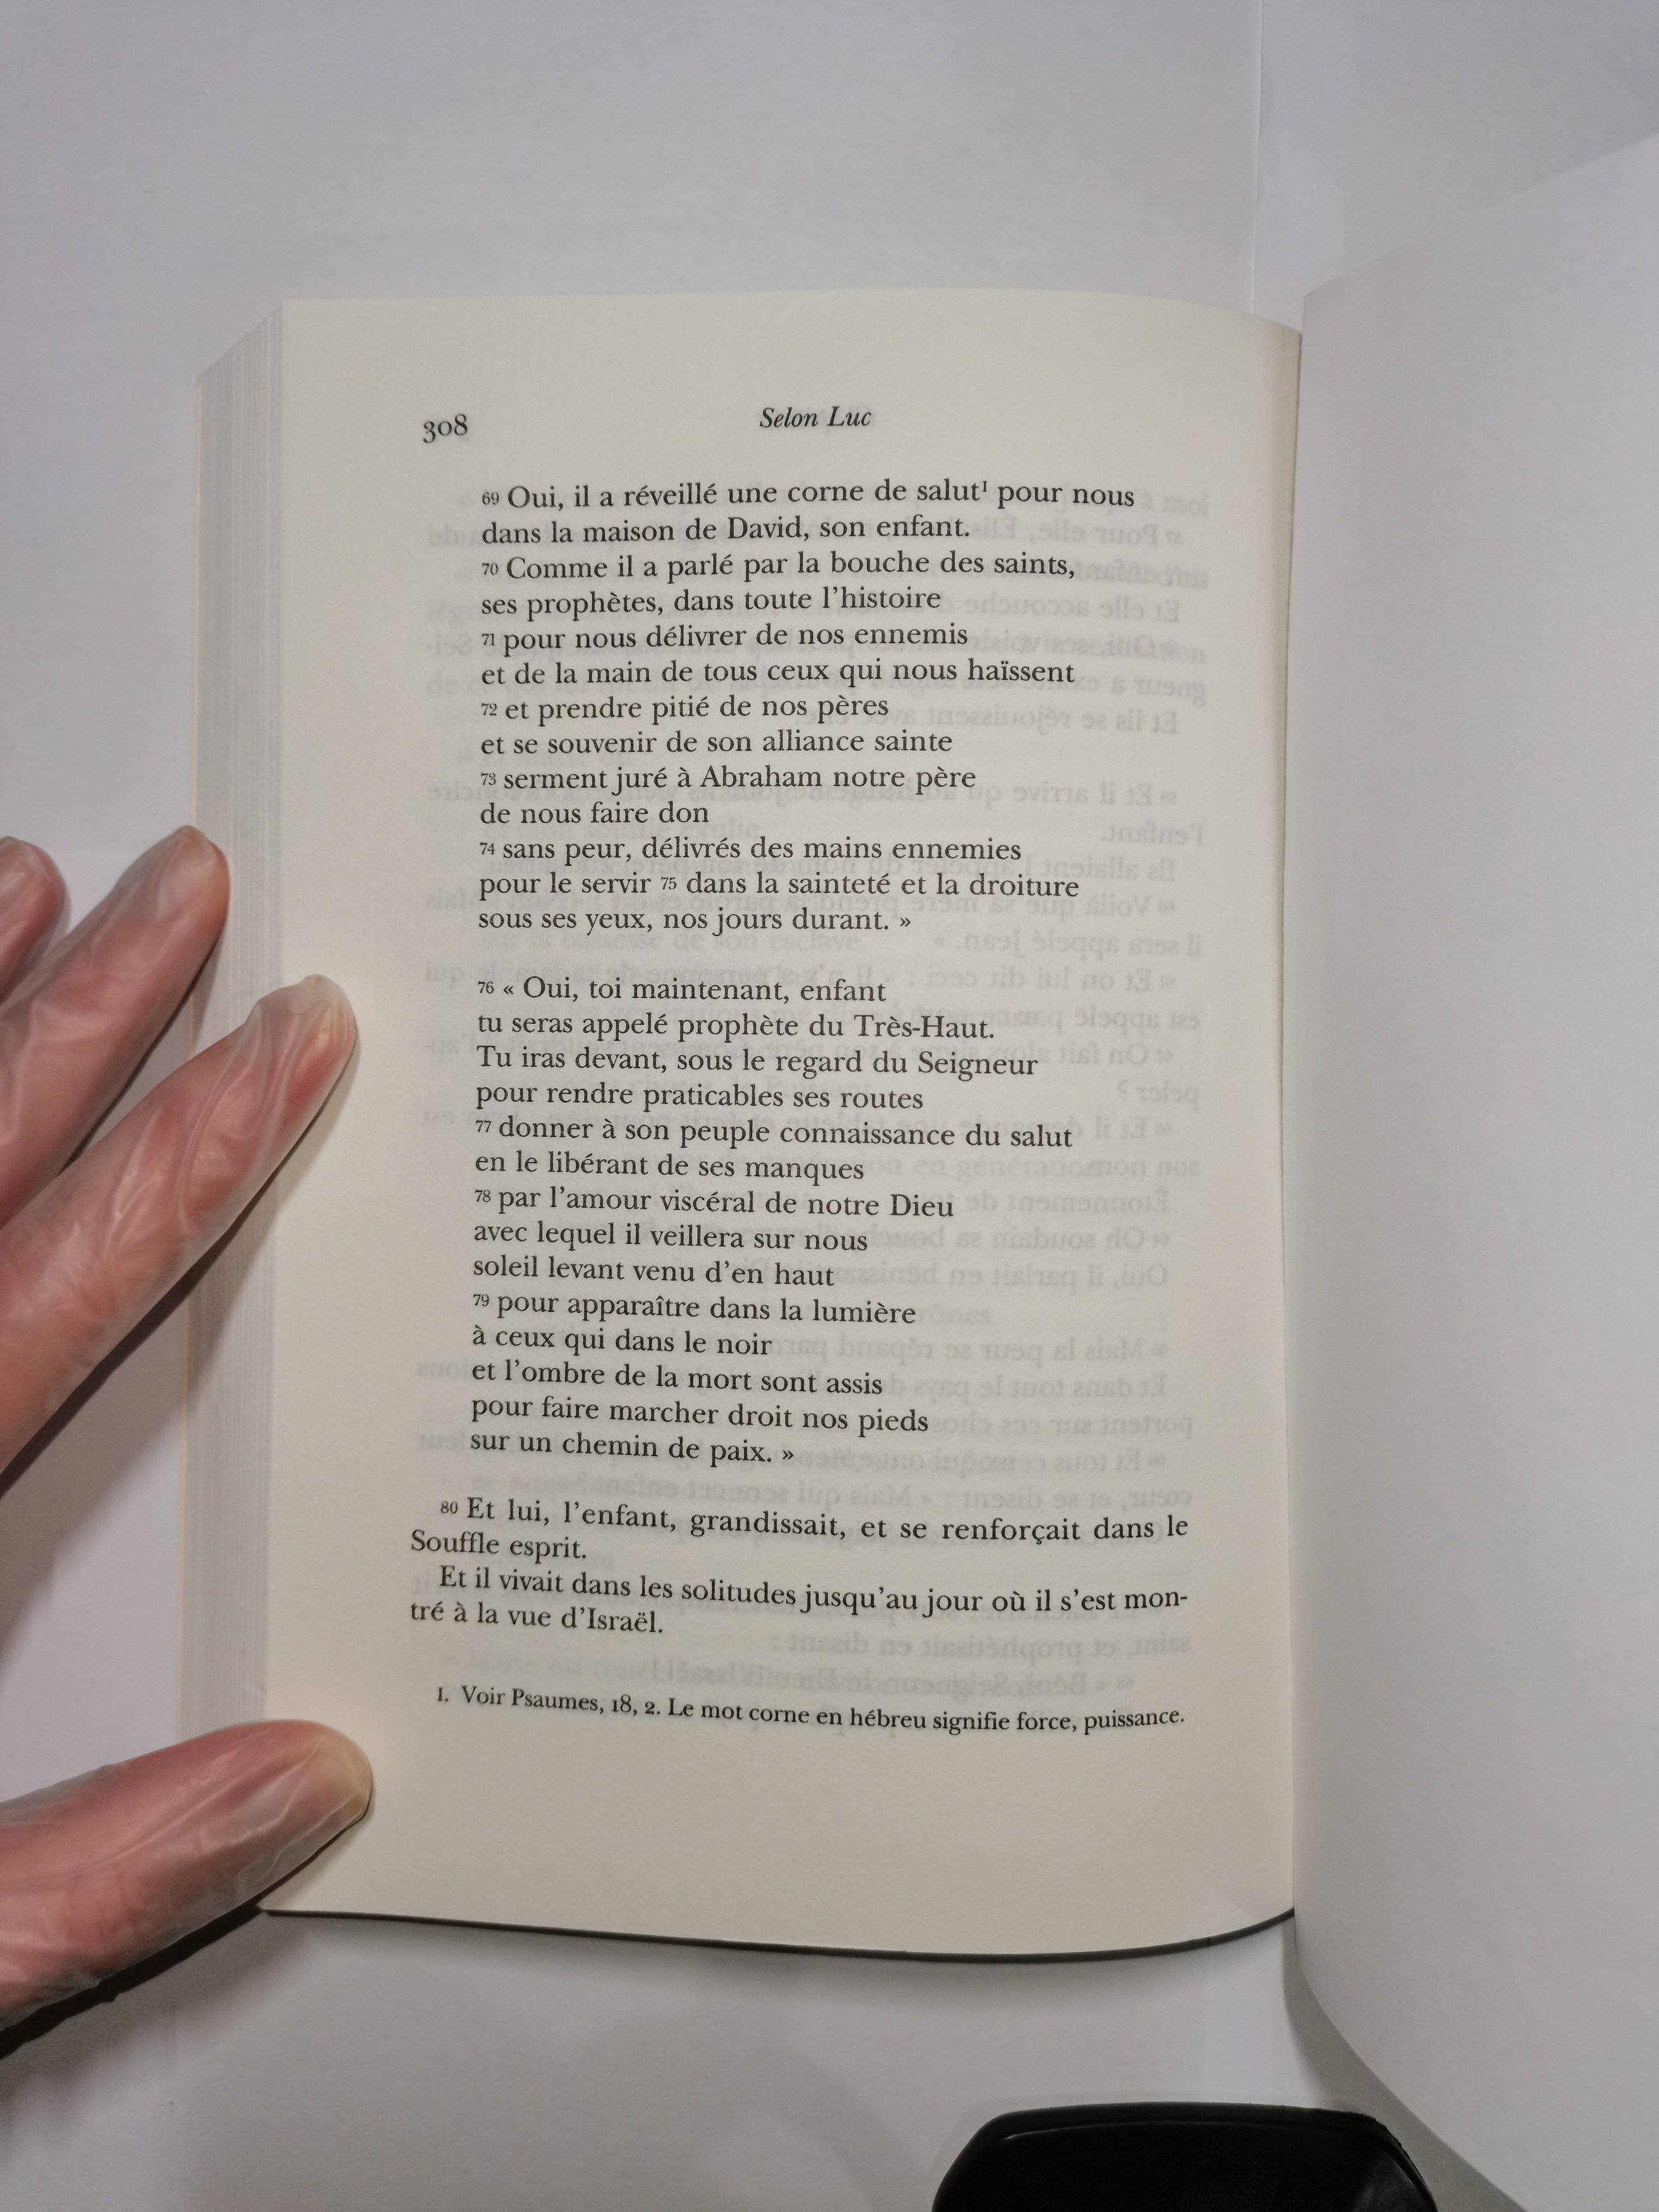 308
Selon Luc
69 Oui, il a réveillé une corne de salut¹ pour nous
dans la maison de David, son enfant.
70 Comme il a parlé par la bouche des saints,
ses prophètes, dans toute l'histoire
71 pour nous délivrer de nos ennemis
et de la main de tous ceux qui nous haïssent
72 et prendre pitié de nos pères
et se souvenir de son alliance sainte
73 serment juré à Abraham notre père
de nous faire don
74 sans peur, délivrés des mains ennemies
pour le servir 75 dans la sainteté et la droiture
sous ses yeux, nos jours durant. »
76 « Oui, toi maintenant, enfant
tu seras appelé prophète du Très-Haut.
Tu iras devant, sous le regard du Seigneur
pour rendre praticables ses routes
77 donner à son peuple connaissance du salut
en le libérant de ses manques
78 par l'amour viscéral de notre Dieu
avec lequel il veillera sur nous
soleil levant venu d'en haut
79 pour apparaître dans la lumière
à ceux qui dans le noir
et l'ombre de la mort sont assis
pour faire marcher droit nos pieds
sur un chemin de paix. »
80 Et lui, l'enfant, grandissait, et se renforçait dans le
Souffle esprit.
Et il vivait dans les solitudes jusqu'au jour où il s'est mon-
tré à la vue d'Israël.
1. Voir Psaumes, 18, 2. Le mot corne en hébreu signifie force, puissance.